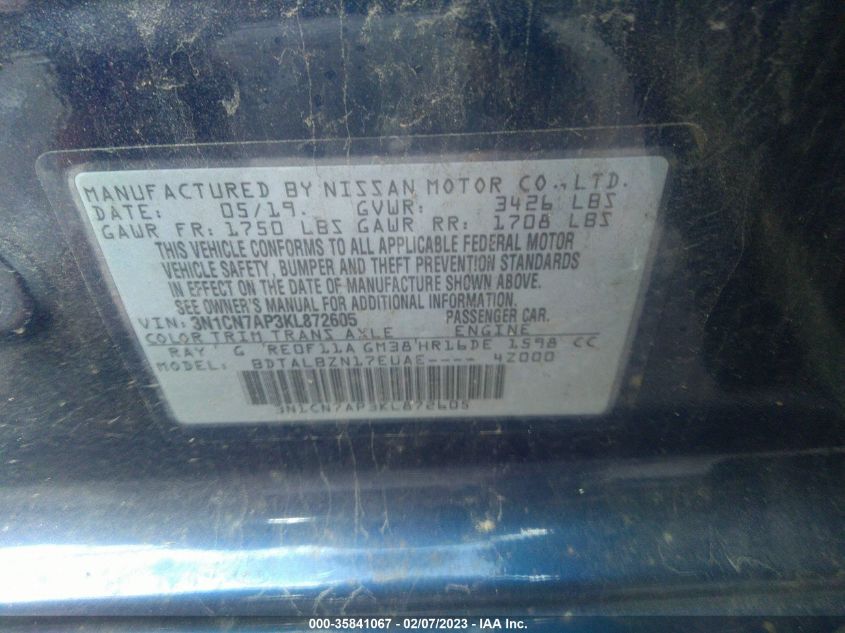 MANUFACTURED BY NISSAN MOTOR CO., LTD.
DATE: 05/19. GVWR: 3426 LBS
GAWR FR: 1750 LBS GAWR RR: 1708 LBS
THIS VEHICLE CONFORMS TO ALL APPLICABLE FEDERAL MOTOR
VEHICLE SAFETY, BUMPER AND THEFT PREVENTION STANDARDS
IN EFFECT ON THE DATE OF MANUFACTURE SHOWN ABOVE.
SEE OWNER'S MANUAL FOR ADDITIONAL INFORMATION.
VIN: 3N1CN7AP3KL872605 PASSENGER CAR.
COLOR TRIM TRANS AXLE ENGINE
RAY' G 'RE0F11A GM38'HR16DE 1598 CC
MODEL: BDTALBZN17EUAE---- 4Z000
3N1CN7AP3KL872605
000-35841067 — 02/07/2023 — IAA Inc.